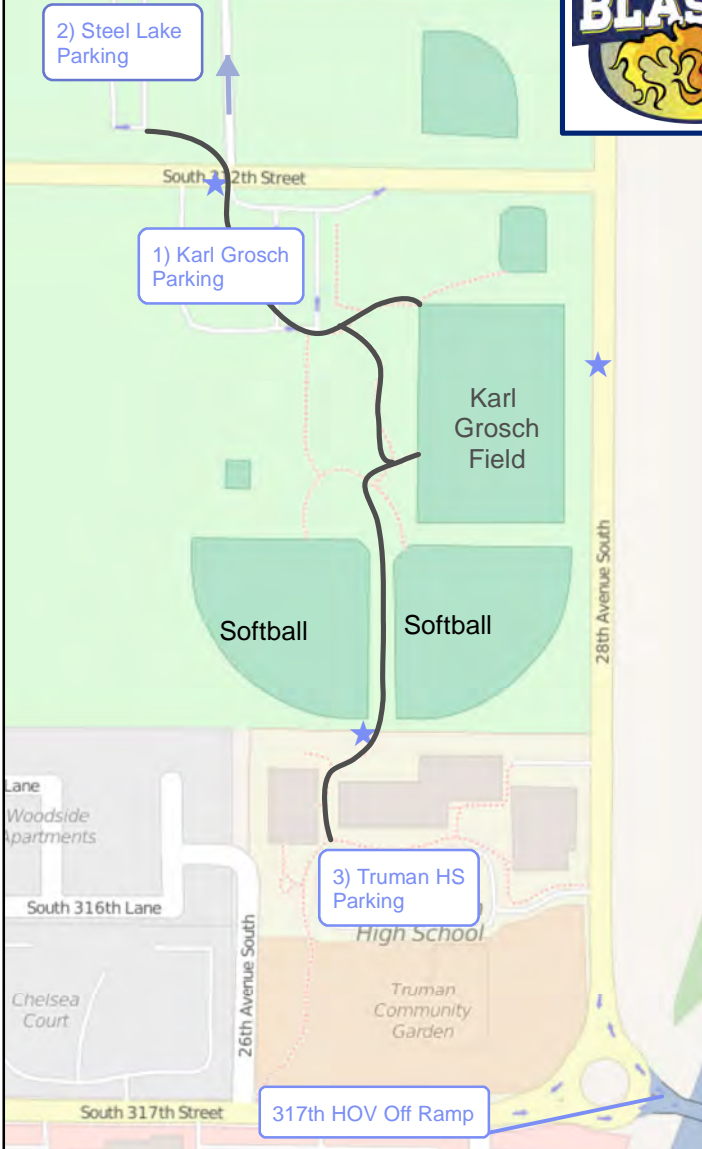 2) Steel Lake
Parking
BLAS
South 312th Street
1) Karl Grosch
Parking
Karl
Grosch
Field
28th Avenue South
Softball
Softball
Lane
Woodside
Apartments
South 316th Lane
3) Truman HS
Parking
High School
26th Avenue South
Chelsea
Court
Truman
Community
Garden
South 317th Street
317th HOV Off Ramp